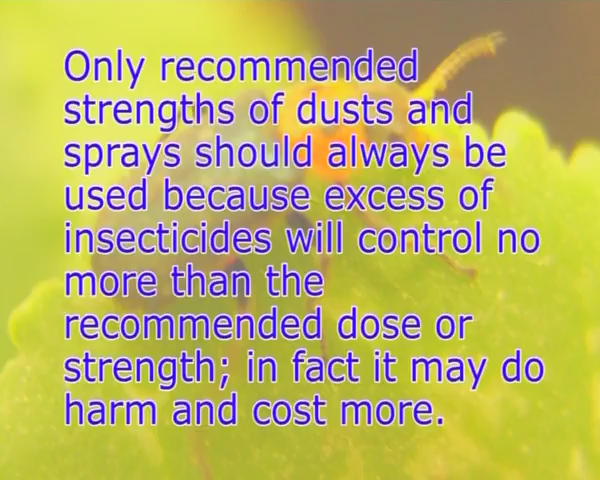 Only recommended
strengths of dusts and
sprays should always be
used because excess of
insecticides will control no
more than the
recommended dose or
strength; in fact it may do
harm and cost more.